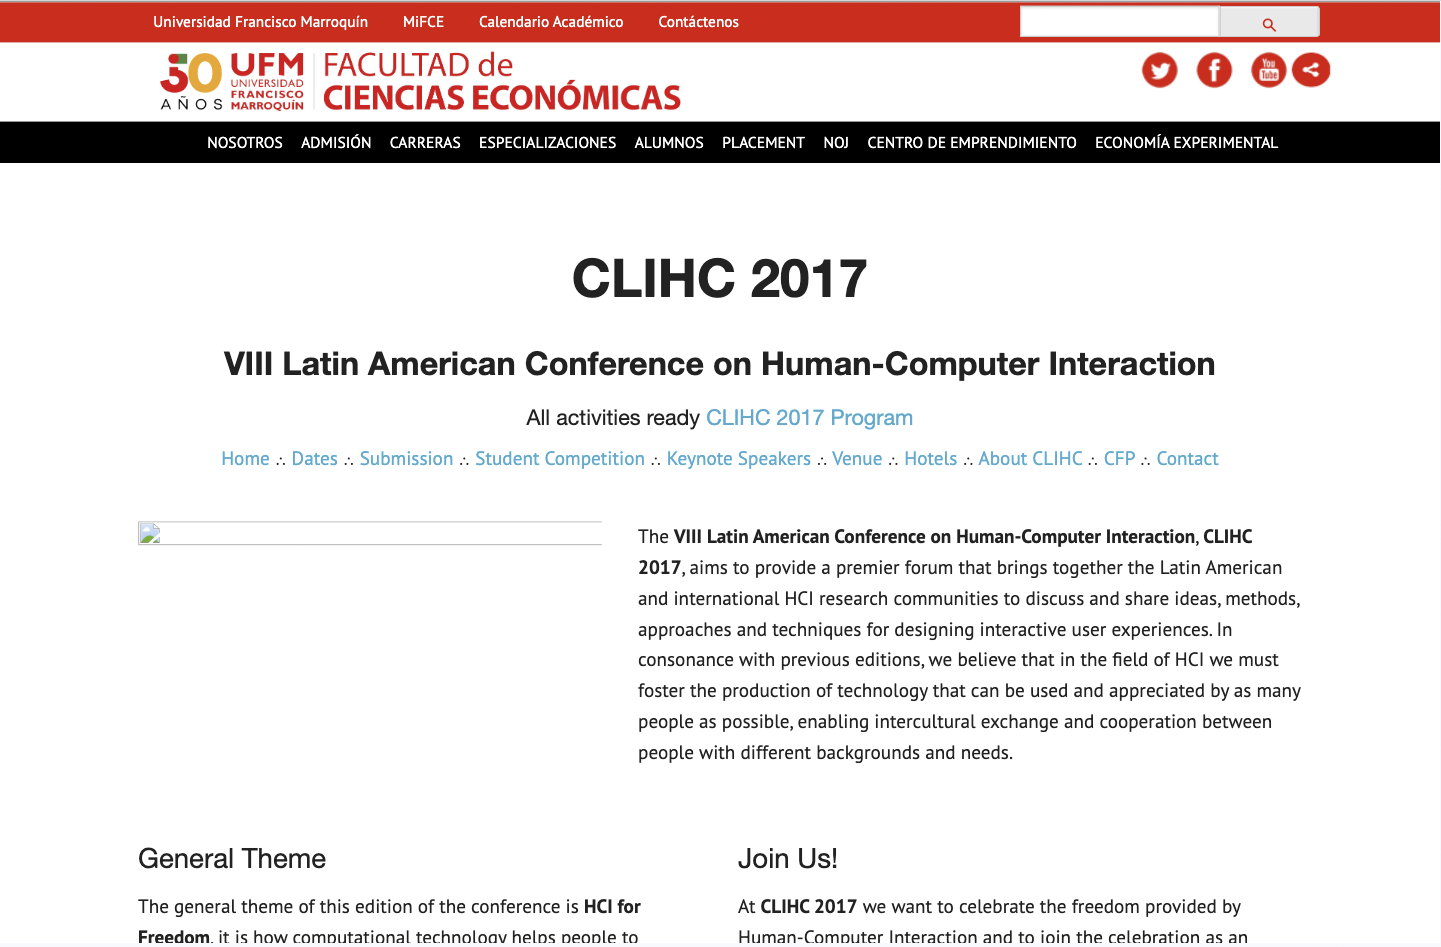 Universidad Francisco Marroquín MiFCE Calendario Académico Contáctenos
50 AÑOS UFM UNIVERSIDAD FRANCISCO MARROQUÍN FACULTAD de CIENCIAS ECONÓMICAS
You Tube
NOSOTROS ADMISIÓN CARRERAS ESPECIALIZACIONES ALUMNOS PLACEMENT NOJ CENTRO DE EMPRENDIMIENTO ECONOMÍA EXPERIMENTAL
CLIHC 2017
VIII Latin American Conference on Human-Computer Interaction
All activities ready CLIHC 2017 Program
Home ∴ Dates ∴ Submission ∴ Student Competition ∴ Keynote Speakers ∴ Venue ∴ Hotels ∴ About CLIHC ∴ CFP ∴ Contact
The VIII Latin American Conference on Human-Computer Interaction, CLIHC
2017, aims to provide a premier forum that brings together the Latin American
and international HCI research communities to discuss and share ideas, methods,
approaches and techniques for designing interactive user experiences. In
consonance with previous editions, we believe that in the field of HCI we must
foster the production of technology that can be used and appreciated by as many
people as possible, enabling intercultural exchange and cooperation between
people with different backgrounds and needs.
General Theme
The general theme of this edition of the conference is HCI for
Freedom, it is how computational technology helps people to
Join Us!
At CLIHC 2017 we want to celebrate the freedom provided by
Human-Computer Interaction and to join the celebration as an